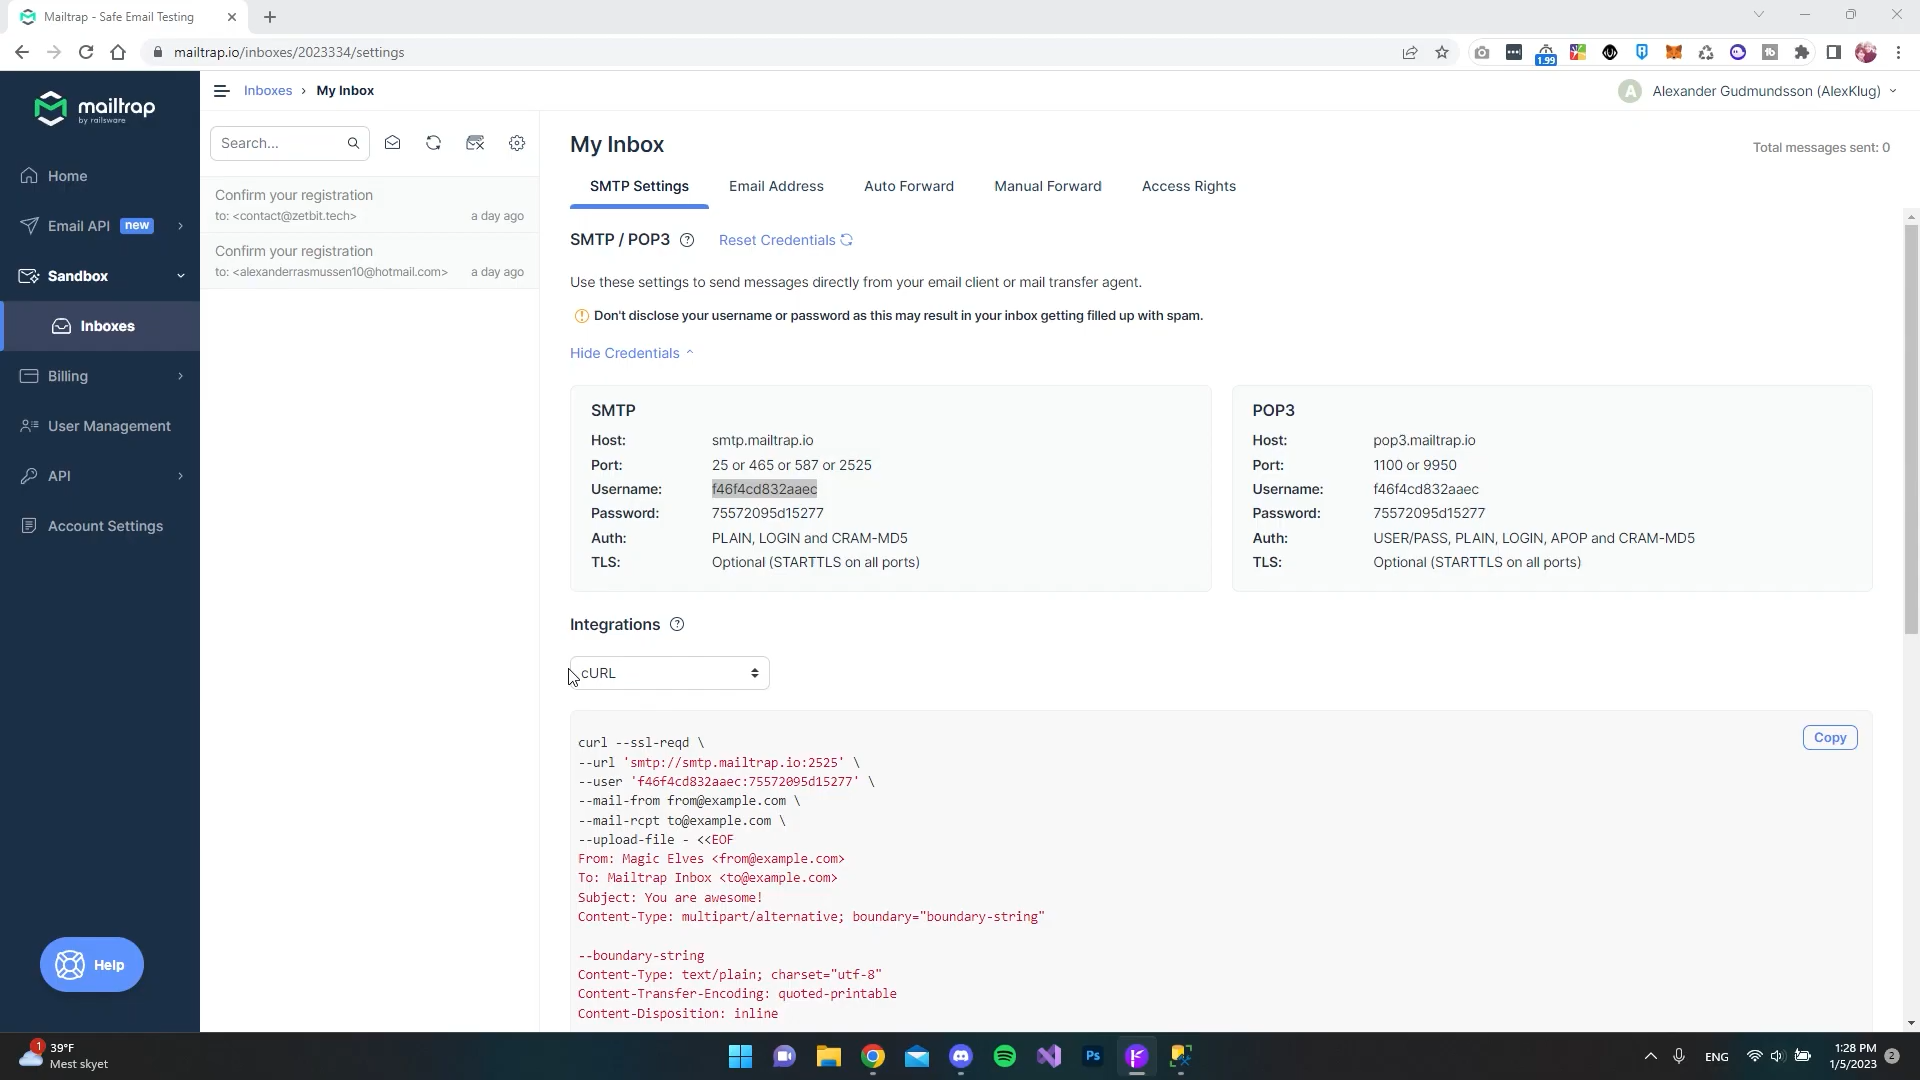 Mailtrap - Safe Email Testing
mailtrap.io/inboxes/2023334/settings
1.99
mailtrap
by railsware
Inboxes › My Inbox
Alexander Gudmundsson (AlexKlug)
Home
Email API new
Sandbox
Inboxes
Billing
User Management
API
Account Settings
Help
Search...
Confirm your registration
to: <contact@zetbit.tech> a day ago
Confirm your registration
to: <alexanderrasmussen10@hotmail.com> a day ago
My Inbox
Total messages sent: 0
SMTP Settings Email Address Auto Forward Manual Forward Access Rights
SMTP / POP3 Reset Credentials
Use these settings to send messages directly from your email client or mail transfer agent.
Don't disclose your username or password as this may result in your inbox getting filled up with spam.
Hide Credentials
SMTP
Host: smtp.mailtrap.io
Port: 25 or 465 or 587 or 2525
Username: f46f4cd832aaec
Password: 75572095d15277
Auth: PLAIN, LOGIN and CRAM-MD5
TLS: Optional (STARTTLS on all ports)
POP3
Host: pop3.mailtrap.io
Port: 1100 or 9950
Username: f46f4cd832aaec
Password: 75572095d15277
Auth: USER/PASS, PLAIN, LOGIN, APOP and CRAM-MD5
TLS: Optional (STARTTLS on all ports)
Integrations
cURL
Copy
curl --ssl-reqd \
--url 'smtp://smtp.mailtrap.io:2525' \
--user 'f46f4cd832aaec:75572095d15277' \
--mail-from from@example.com \
--mail-rcpt to@example.com \
--upload-file - <<EOF
From: Magic Elves <from@example.com>
To: Mailtrap Inbox <to@example.com>
Subject: You are awesome!
Content-Type: multipart/alternative; boundary="boundary-string"
--boundary-string
Content-Type: text/plain; charset="utf-8"
Content-Transfer-Encoding: quoted-printable
Content-Disposition: inline
1
39°F
Mest skyet
Ps
ENG
1:28 PM
1/5/2023
2